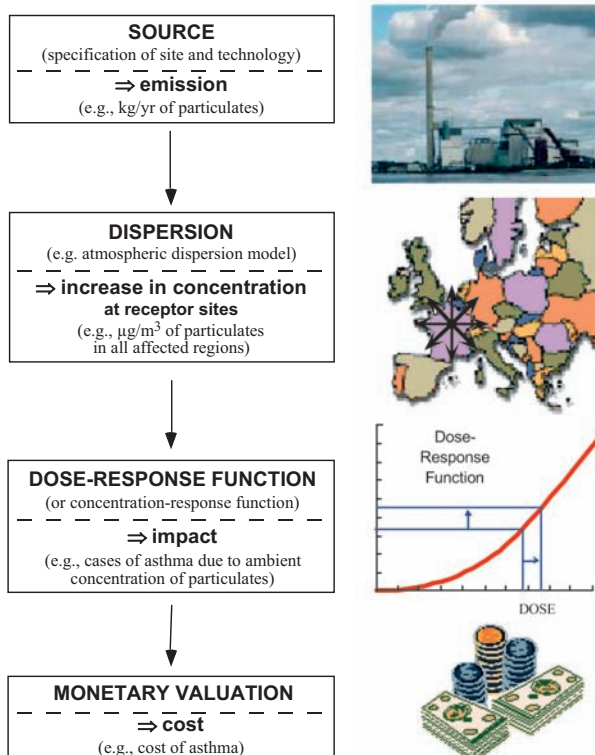 SOURCE
(specification of site and technology)
⇒ emission
(e.g., kg/yr of particulates)
DISPERSION
(e.g. atmospheric dispersion model)
⇒ increase in concentration
at receptor sites
(e.g., µg/m³ of particulates
in all affected regions)
DOSE-RESPONSE FUNCTION
(or concentration-response function)
⇒ impact
(e.g., cases of asthma due to ambient
concentration of particulates)
MONETARY VALUATION
⇒ cost
(e.g., cost of asthma)
Dose-
Response
Function
DOSE